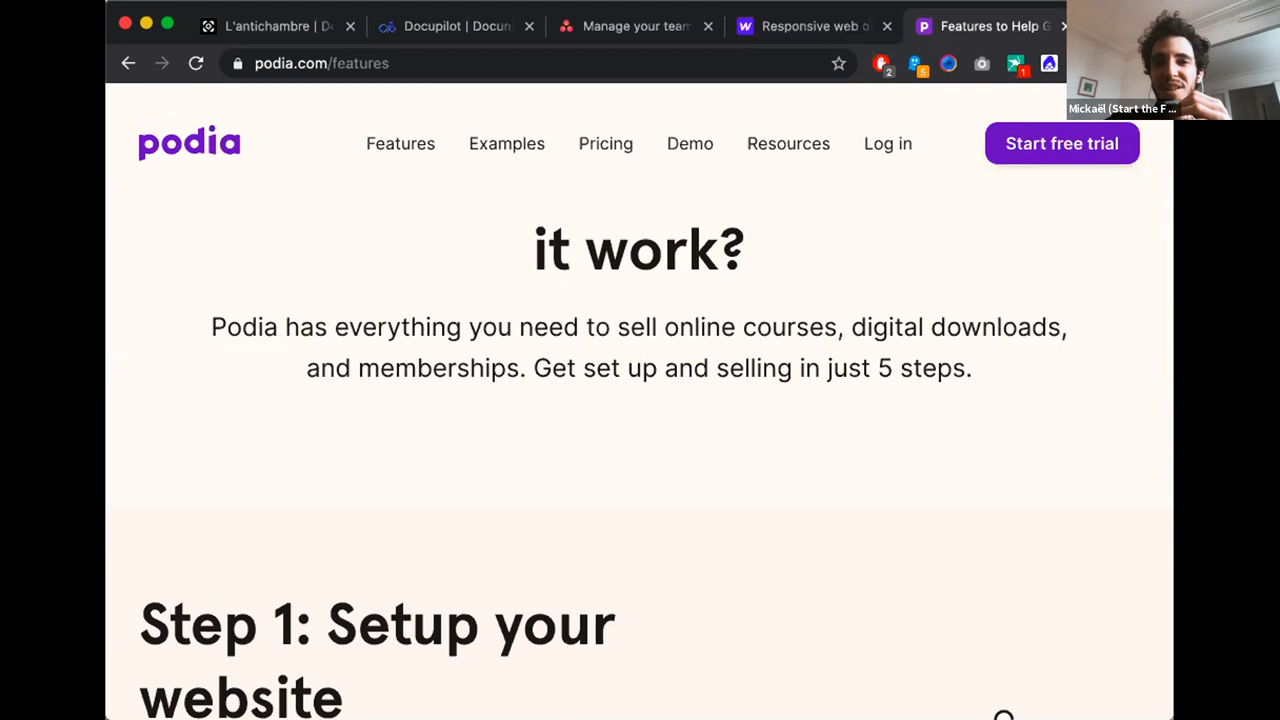 L'antichambre | D
Docupilot | Docun
Manage your team
Responsive web
Features to Help G
podia.com/features
2
5
1
Mickaël (Start the F ...
podia
Features
Examples
Pricing
Demo
Resources
Log in
Start free trial
it work?
Podia has everything you need to sell online courses, digital downloads,
and memberships. Get set up and selling in just 5 steps.
Step 1: Setup your
website